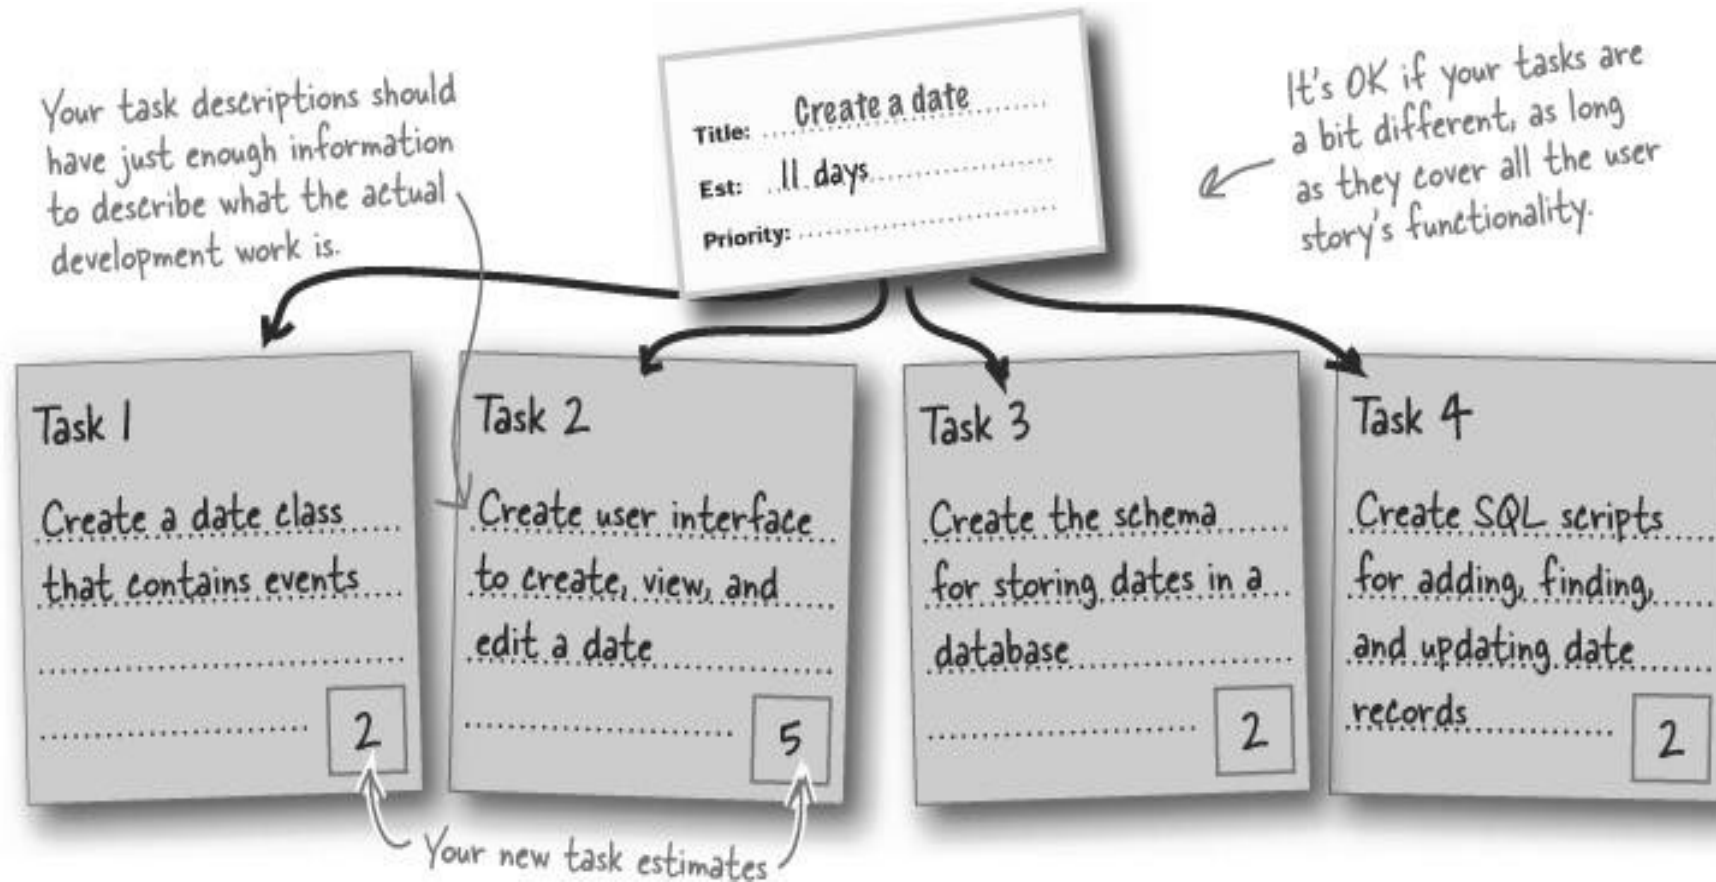 Your task descriptions should
have just enough information
to describe what the actual
development work is.
Title: Create a date
Est: 11 days
Priority:
It's OK if your tasks are
a bit different, as long
as they cover all the user
story's functionality.
Task 1
Create a date class
that contains events
2
Task 2
Create user interface
to create, view, and
edit a date
5
Task 3
Create the schema
for storing dates in a
database
2
Task 4
Create SQL scripts
for adding, finding,
and updating date
records
2
Your new task estimates